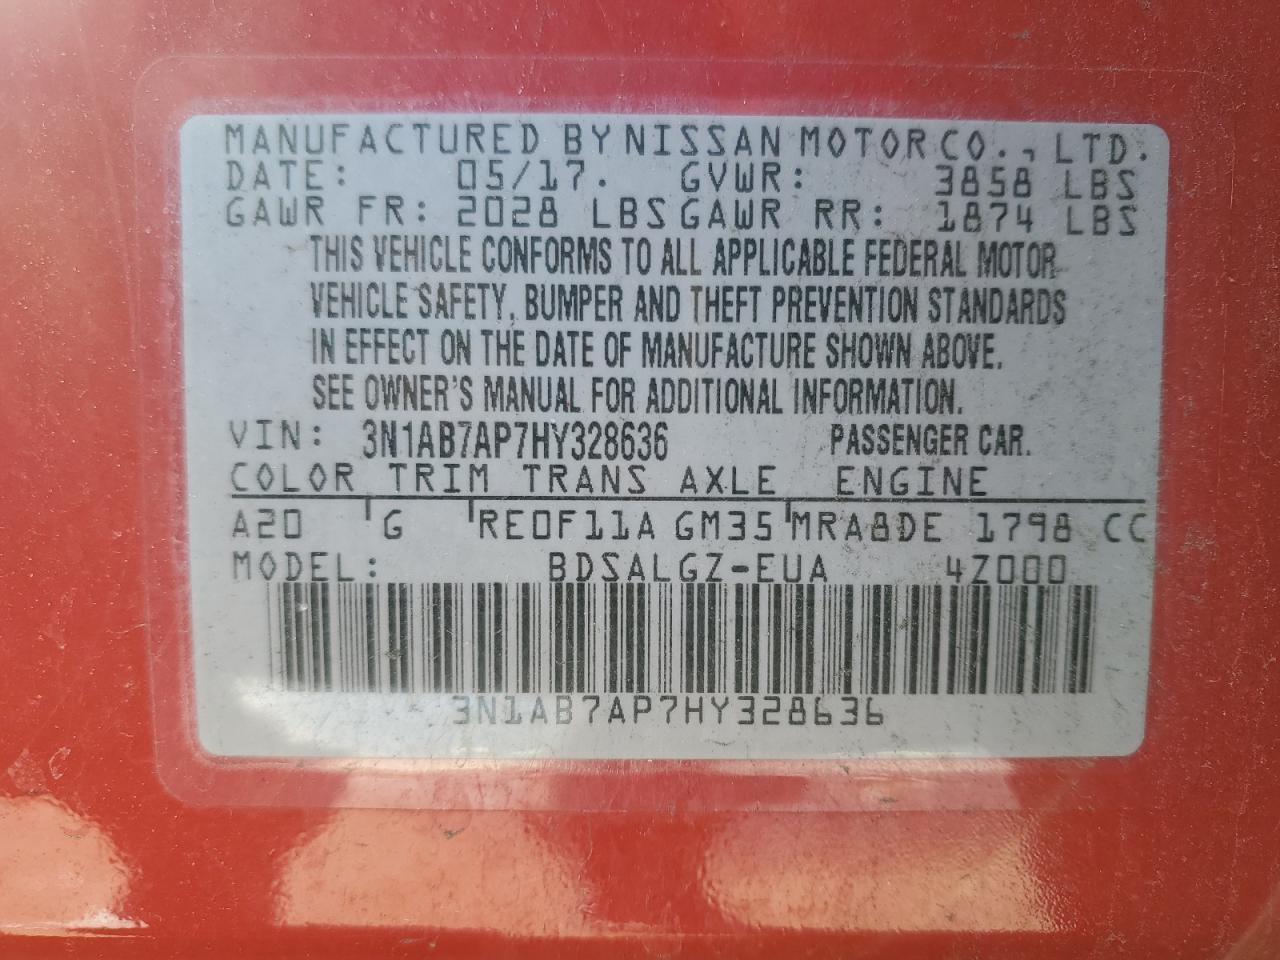 MANUFACTURED BY NISSAN MOTOR CO., LTD.
DATE: 05/17. GVWR: 3858 LBS
GAWR FR: 2028 LBS GAWR RR: 1874 LBS
THIS VEHICLE CONFORMS TO ALL APPLICABLE FEDERAL MOTOR
VEHICLE SAFETY, BUMPER AND THEFT PREVENTION STANDARDS
IN EFFECT ON THE DATE OF MANUFACTURE SHOWN ABOVE.
SEE OWNER'S MANUAL FOR ADDITIONAL INFORMATION.
VIN: 3N1AB7AP7HY328636 PASSENGER CAR.
COLOR TRIM TRANS AXLE ENGINE
A20 G RE0F11A GM35 MRA8DE 1798 CC
MODEL: BDSALGZ-EUA 4Z000
3N1AB7AP7HY328636